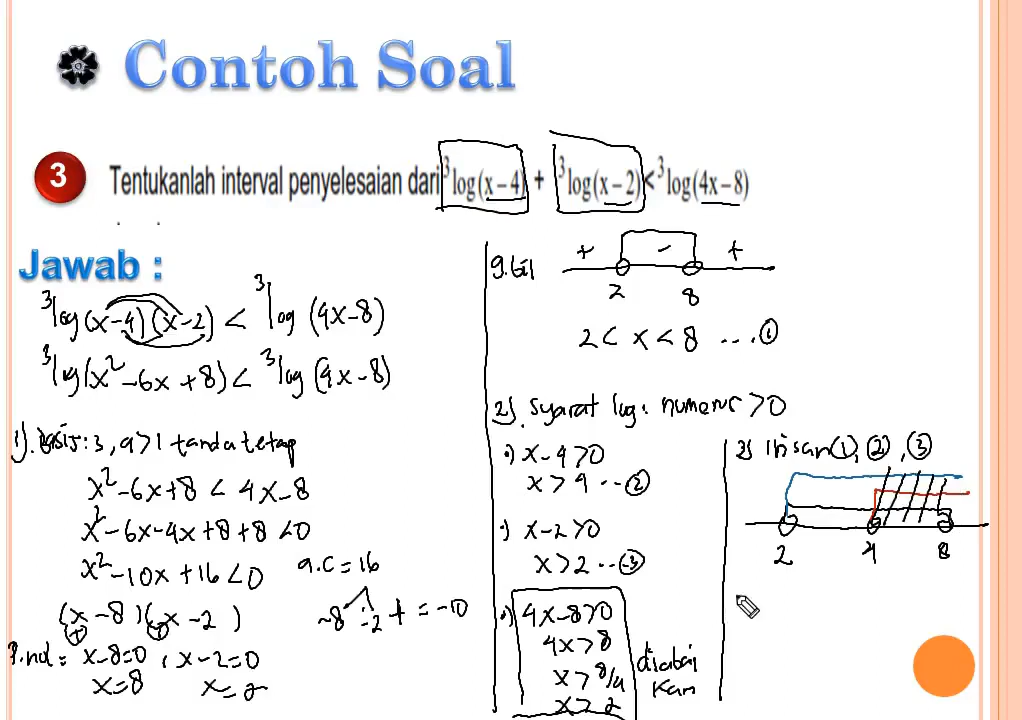 Contoh Soal
3
Tentukanlah interval penyelesaian dari ³log(x – 4) + ³log(x – 2) < ³log(4x – 8)
Jawab :
³log(x-4)(x-2) < ³log (4x-8)
³log(x²-6x+8) < ³log (4x-8)
1). basis: 3, a>1 tanda tetap
x²-6x+8 < 4x-8
x²-6x-4x+8+8 <0
x²-10x+16 <0 a.c = 16
(x-8)(x-2) -8 -2 + = -10
P.nol = x-8=0 , x-2=0
x=8 x=2
g.bil + - +
2 8
2 < x < 8 ...①
2). Syarat log: numerus >0
•) x-4>0
x>4 ...②
•) x-2>0
x>2 ...③
•) 4x-8>0
4x>8
x>8/4
x>2
diabai
kan
3) Irisan ①, ②, ③
2 4 8